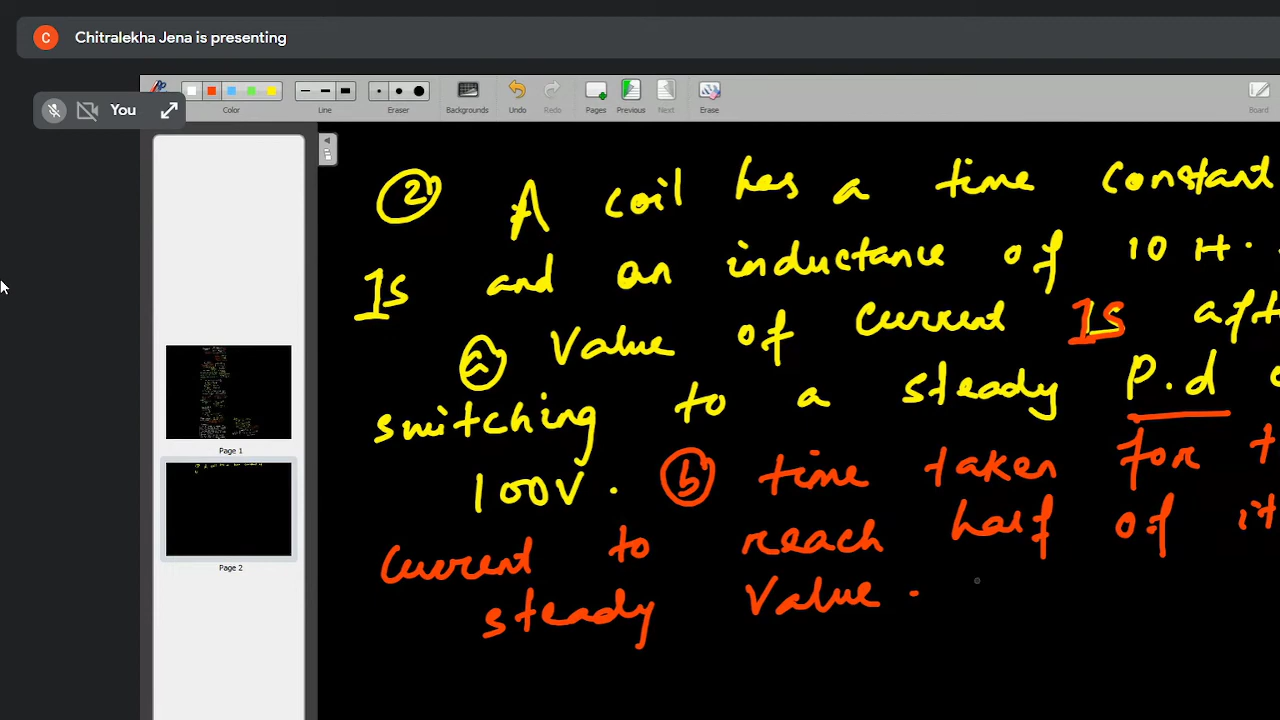 C Chitralekha Jena is presenting
You
Color Line Eraser Backgrounds Undo Redo Pages Previous Next Erase Board
Page 1
Page 2
2 A coil has a time constant
1s and an inductance of 10 H.
a Value of current 1s
switching to a steady P.d
100V. b time taken for
current to reach half of
steady value.